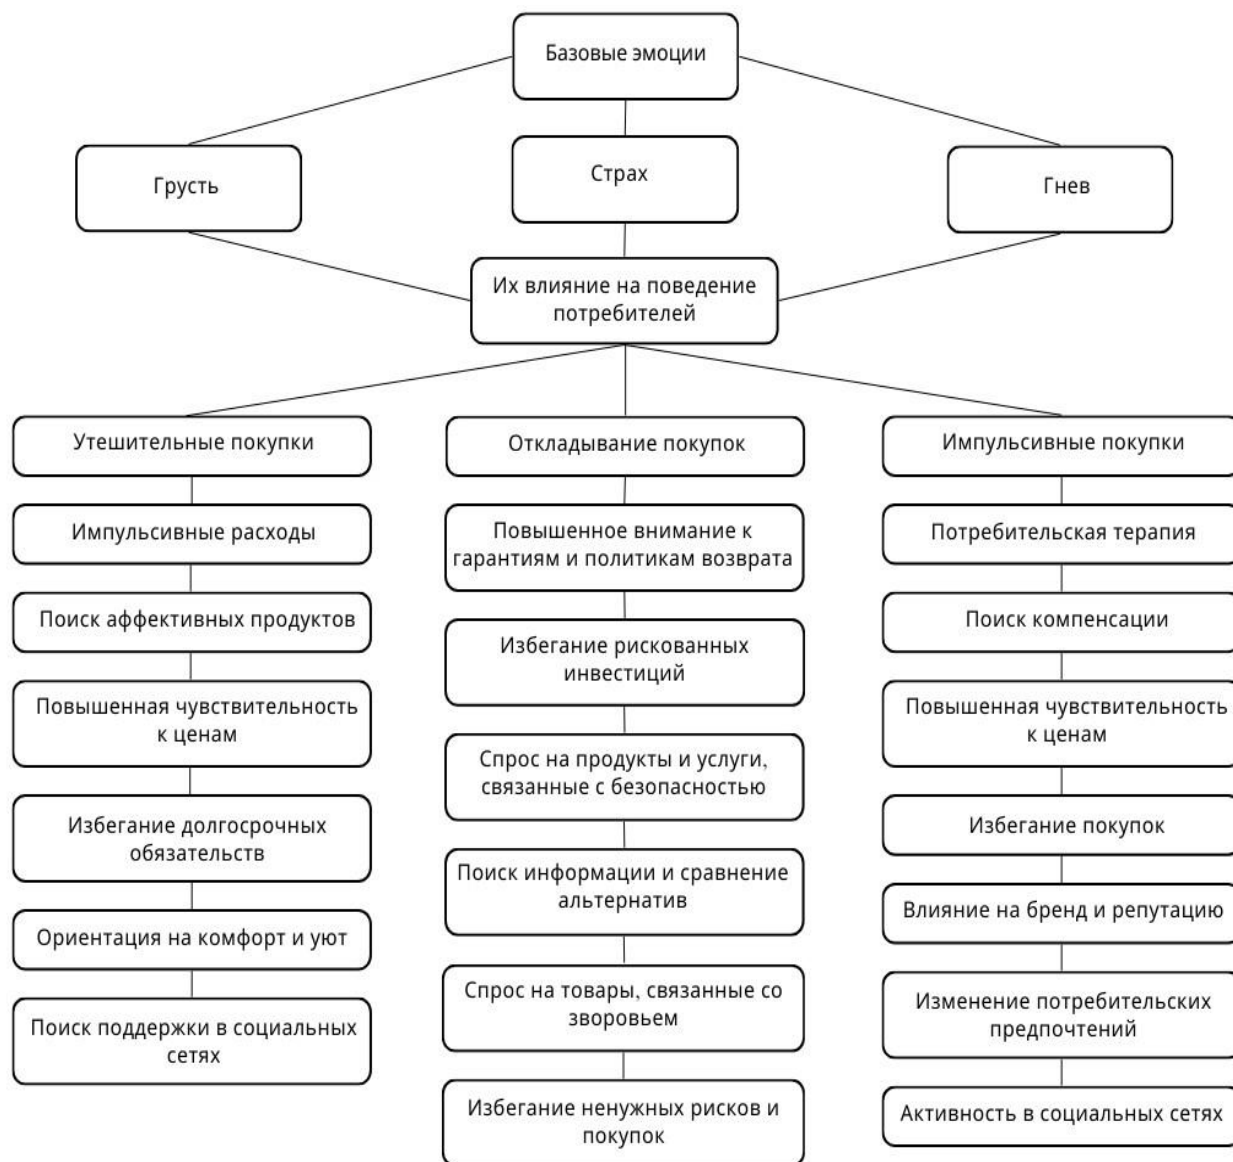 Базовые эмоции
Грусть
Страх
Гнев
Их влияние на поведение
потребителей
Утешительные покупки
Импульсивные расходы
Поиск аффективных продуктов
Повышенная чувствительность
к ценам
Избегание долгосрочных
обязательств
Ориентация на комфорт и уют
Поиск поддержки в социальных
сетях
Откладывание покупок
Повышенное внимание к
гарантиям и политикам возврата
Избегание рискованных
инвестиций
Спрос на продукты и услуги,
связанные с безопасностью
Поиск информации и сравнение
альтернатив
Спрос на товары, связанные со
зворовьем
Избегание ненужных рисков и
покупок
Импульсивные покупки
Потребительская терапия
Поиск компенсации
Повышенная чувствительность
к ценам
Избегание покупок
Влияние на бренд и репутацию
Изменение потребительских
предпочтений
Активность в социальных сетях